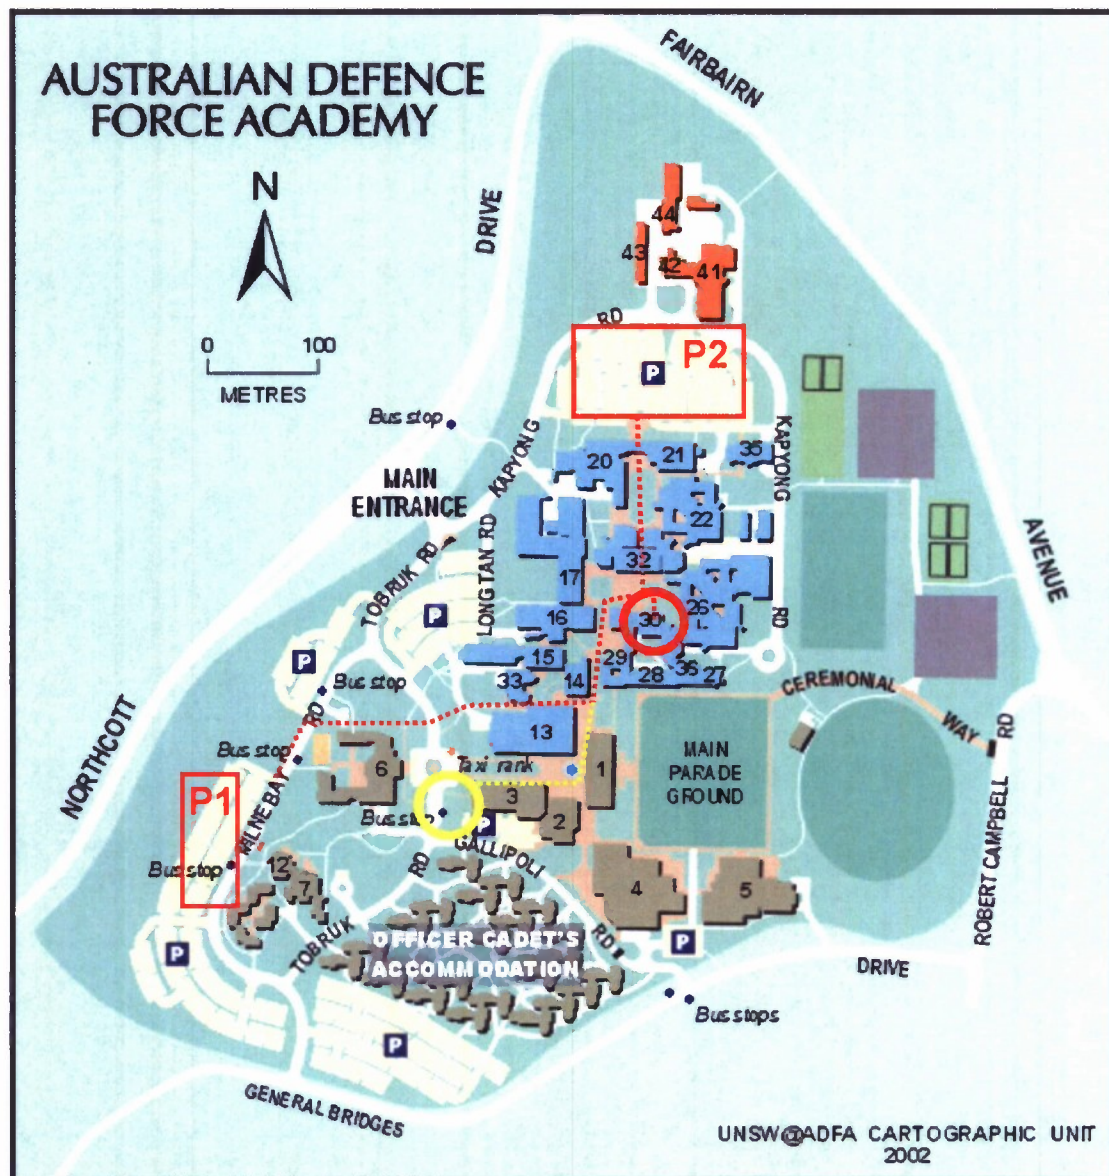 AUSTRALIAN DEFENCE
FORCE ACADEMY
N
0 100
METRES
FAIRBAIRN
AVENUE
NORTHCOTT
DRIVE
44
43
42
41
RD
P2
P
Bus stop
KAPYONG
KAPYONG
RD
MAIN
ENTRANCE
LONGTAN RD
TOBRUK RD
20
21
35
22
32
17
26
30
16
29
36
28
27
15
14
33
13
P
P
Bus stop
RD
Bus stop
MILNE BAY
P1
Bus stop
6
Taxi rank
1
3
2
Bus stop
P
GALLIPOLI
RD
MAIN
PARADE
GROUND
CEREMONIAL
WAY
ROBERT CAMPBELL
RD
12
7
4
5
TOBRUK
RD
OFFICER CADET'S
ACCOMMODATION
P
P
P
Bus stops
DRIVE
GENERAL BRIDGES
UNSW@ADFA CARTOGRAPHIC UNIT
2002